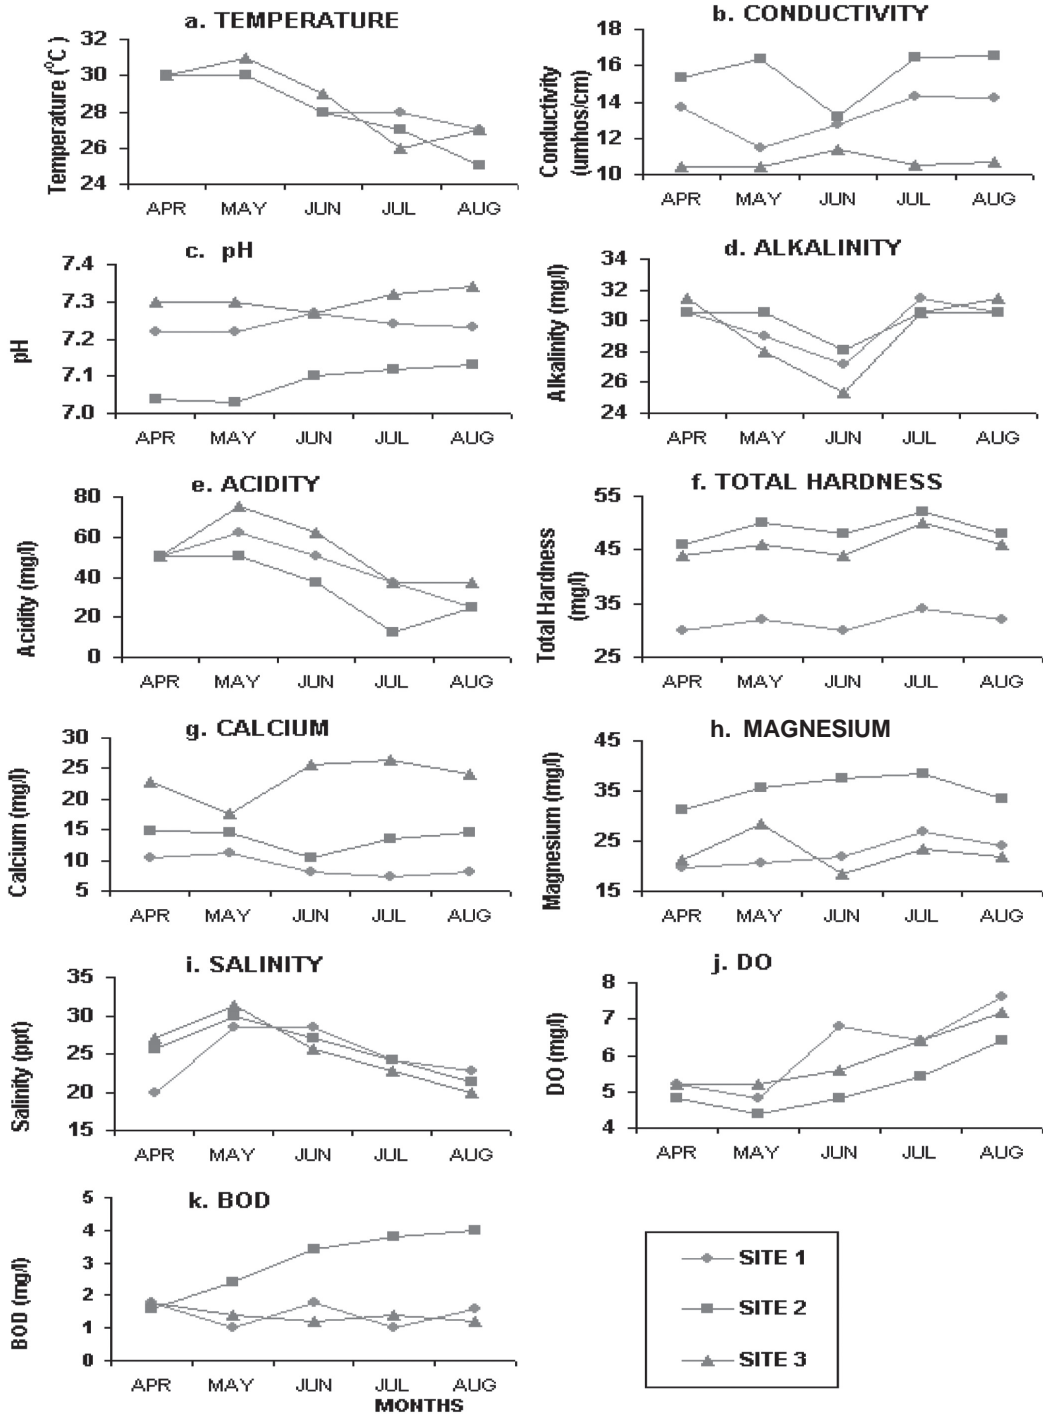 a. TEMPERATURE
Temperature (⁰C)
32
30
28
26
24
APR MAY JUN JUL AUG
b. CONDUCTIVITY
Conductivity
(umhos/cm)
18
16
14
12
10
APR MAY JUN JUL AUG
c. pH
pH
7.4
7.3
7.2
7.1
7.0
APR MAY JUN JUL AUG
d. ALKALINITY
Alkalinity (mg/l)
34
32
30
28
26
24
APR MAY JUN JUL AUG
e. ACIDITY
Acidity (mg/l)
80
60
40
20
0
APR MAY JUN JUL AUG
f. TOTAL HARDNESS
Total Hardness
(mg/l)
55
45
35
25
APR MAY JUN JUL AUG
g. CALCIUM
Calcium (mg/l)
30
25
20
15
10
5
APR MAY JUN JUL AUG
h. MAGNESIUM
Magnesium (mg/l)
45
35
25
15
APR MAY JUN JUL AUG
i. SALINITY
Salinity (ppt)
35
30
25
20
15
APR MAY JUN JUL AUG
j. DO
DO (mg/l)
8
7
6
5
4
APR MAY JUN JUL AUG
k. BOD
BOD (mg/l)
5
4
3
2
1
0
APR MAY JUN JUL AUG
MONTHS
SITE 1
SITE 2
SITE 3